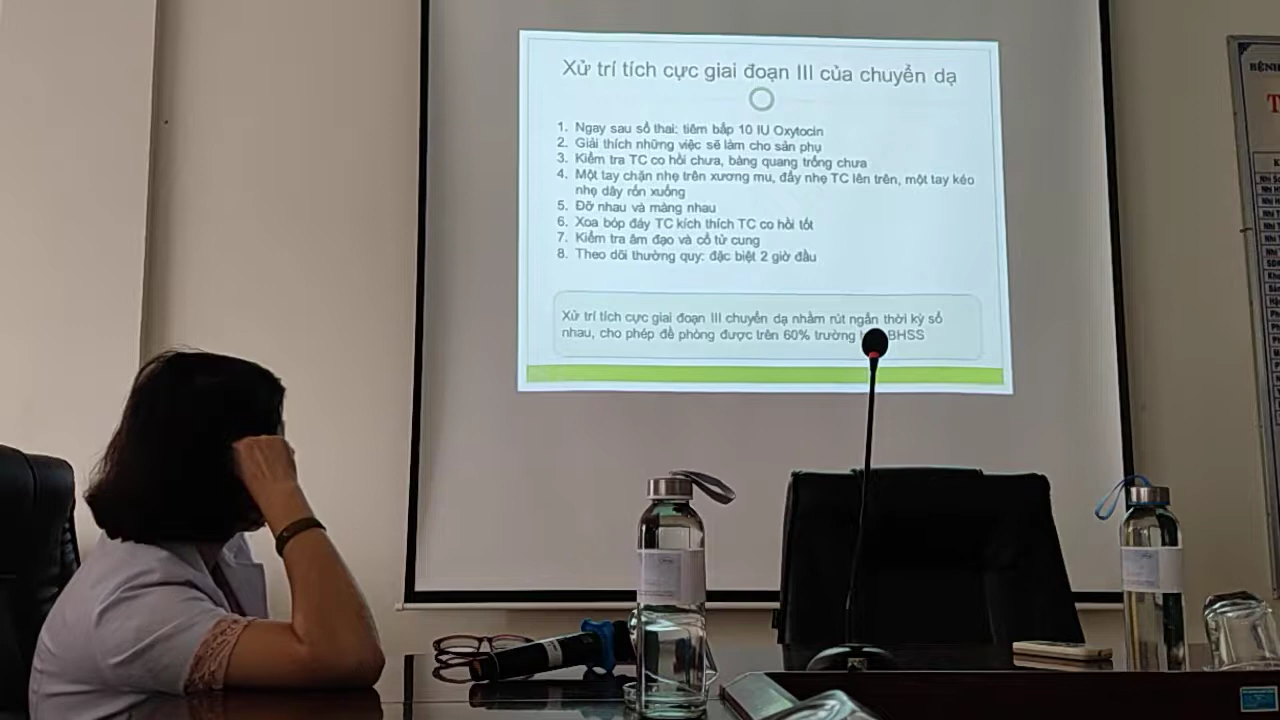 Xử trí tích cực giai đoạn III của chuyển dạ
1. Ngay sau sổ thai: tiêm bắp 10 IU Oxytocin
2. Giải thích những việc sẽ làm cho sản phụ
3. Kiểm tra TC co hồi chưa, bàng quang trống chưa
4. Một tay chặn nhẹ trên xương mu, đẩy nhẹ TC lên trên, một tay kéo
nhẹ dây rốn xuống
5. Đỡ nhau và màng nhau
6. Xoa bóp đáy TC kích thích TC co hồi tốt
7. Kiểm tra âm đạo và cổ tử cung
8. Theo dõi thường quy: đặc biệt 2 giờ đầu
Xử trí tích cực giai đoạn III chuyển dạ nhằm rút ngắn thời kỳ sổ
nhau, cho phép đề phòng được trên 60% trường BHSS
BỆNH
T